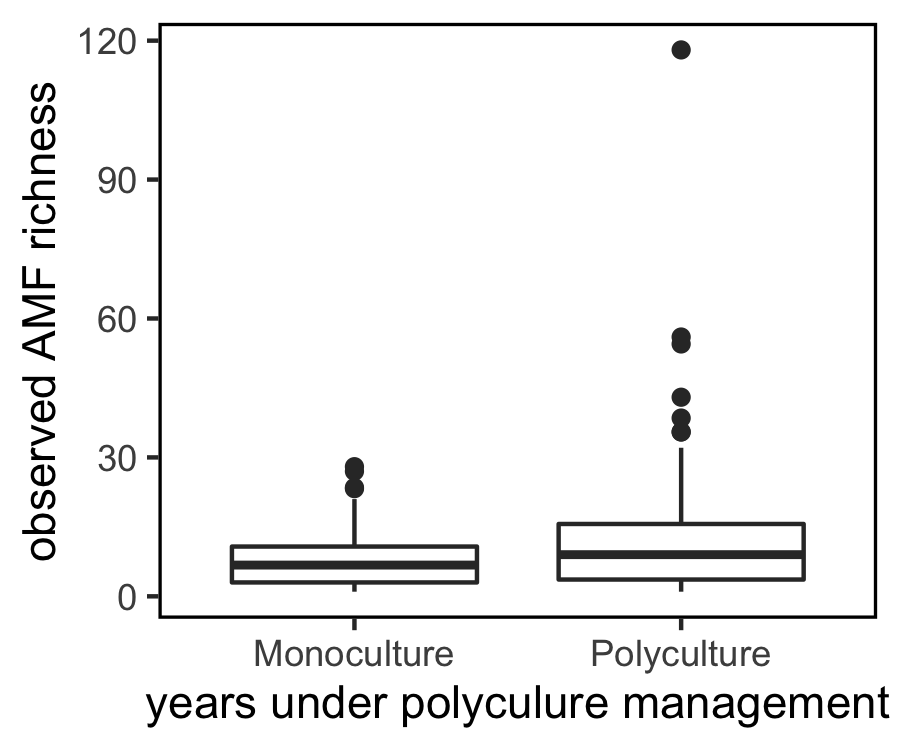 observed AMF richness
120
90
60
30
0
Monoculture Polyculture
years under polyculure management